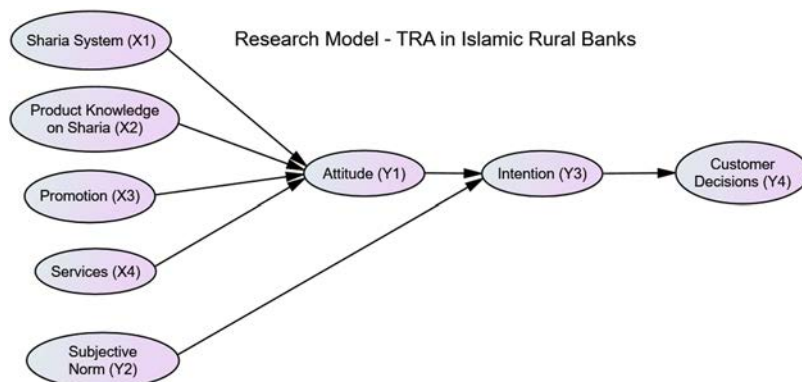 Sharia System (X1)
Research Model - TRA in Islamic Rural Banks
Product Knowledge
on Sharia (X2)
Promotion (X3)
Attitude (Y1)
Intention (Y3)
Customer
Decisions (Y4)
Services (X4)
Subjective
Norm (Y2)